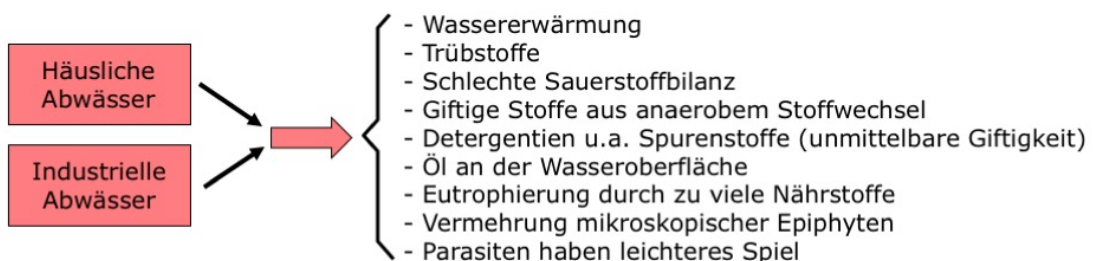 Häusliche
Abwässer
Industrielle
Abwässer
- Wassererwärmung
- Trübstoffe
- Schlechte Sauerstoffbilanz
- Giftige Stoffe aus anaerobem Stoffwechsel
- Detergentien u.a. Spurenstoffe (unmittelbare Giftigkeit)
- Öl an der Wasseroberfläche
- Eutrophierung durch zu viele Nährstoffe
- Vermehrung mikroskopischer Epiphyten
- Parasiten haben leichteres Spiel